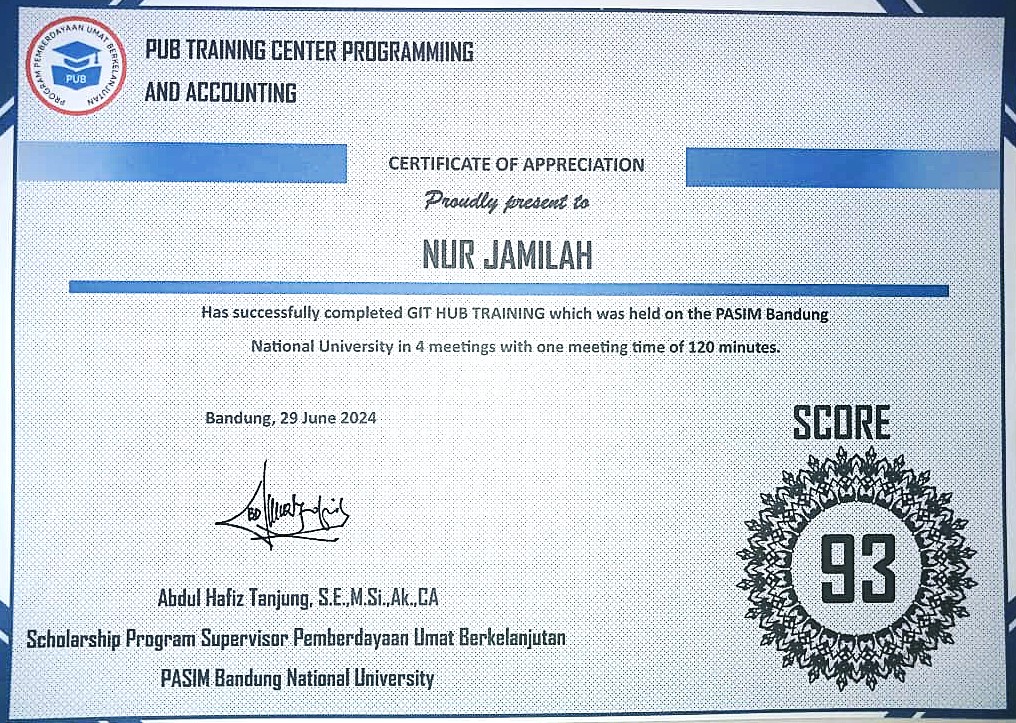 PROGRAM PEMBERDAYAAN UMAT BERKELANJUTAN
PUB
PUB TRAINING CENTER PROGRAMMIING
AND ACCOUNTING
CERTIFICATE OF APPRECIATION
Proudly present to
NUR JAMILAH
Has successfully completed GIT HUB TRAINING which was held on the PASIM Bandung
National University in 4 meetings with one meeting time of 120 minutes.
Bandung, 29 June 2024
SCORE
93
Abdul Hafiz Tanjung, S.E.,M.Si.,Ak.,CA
Scholarship Program Supervisor Pemberdayaan Umat Berkelanjutan
PASIM Bandung National University